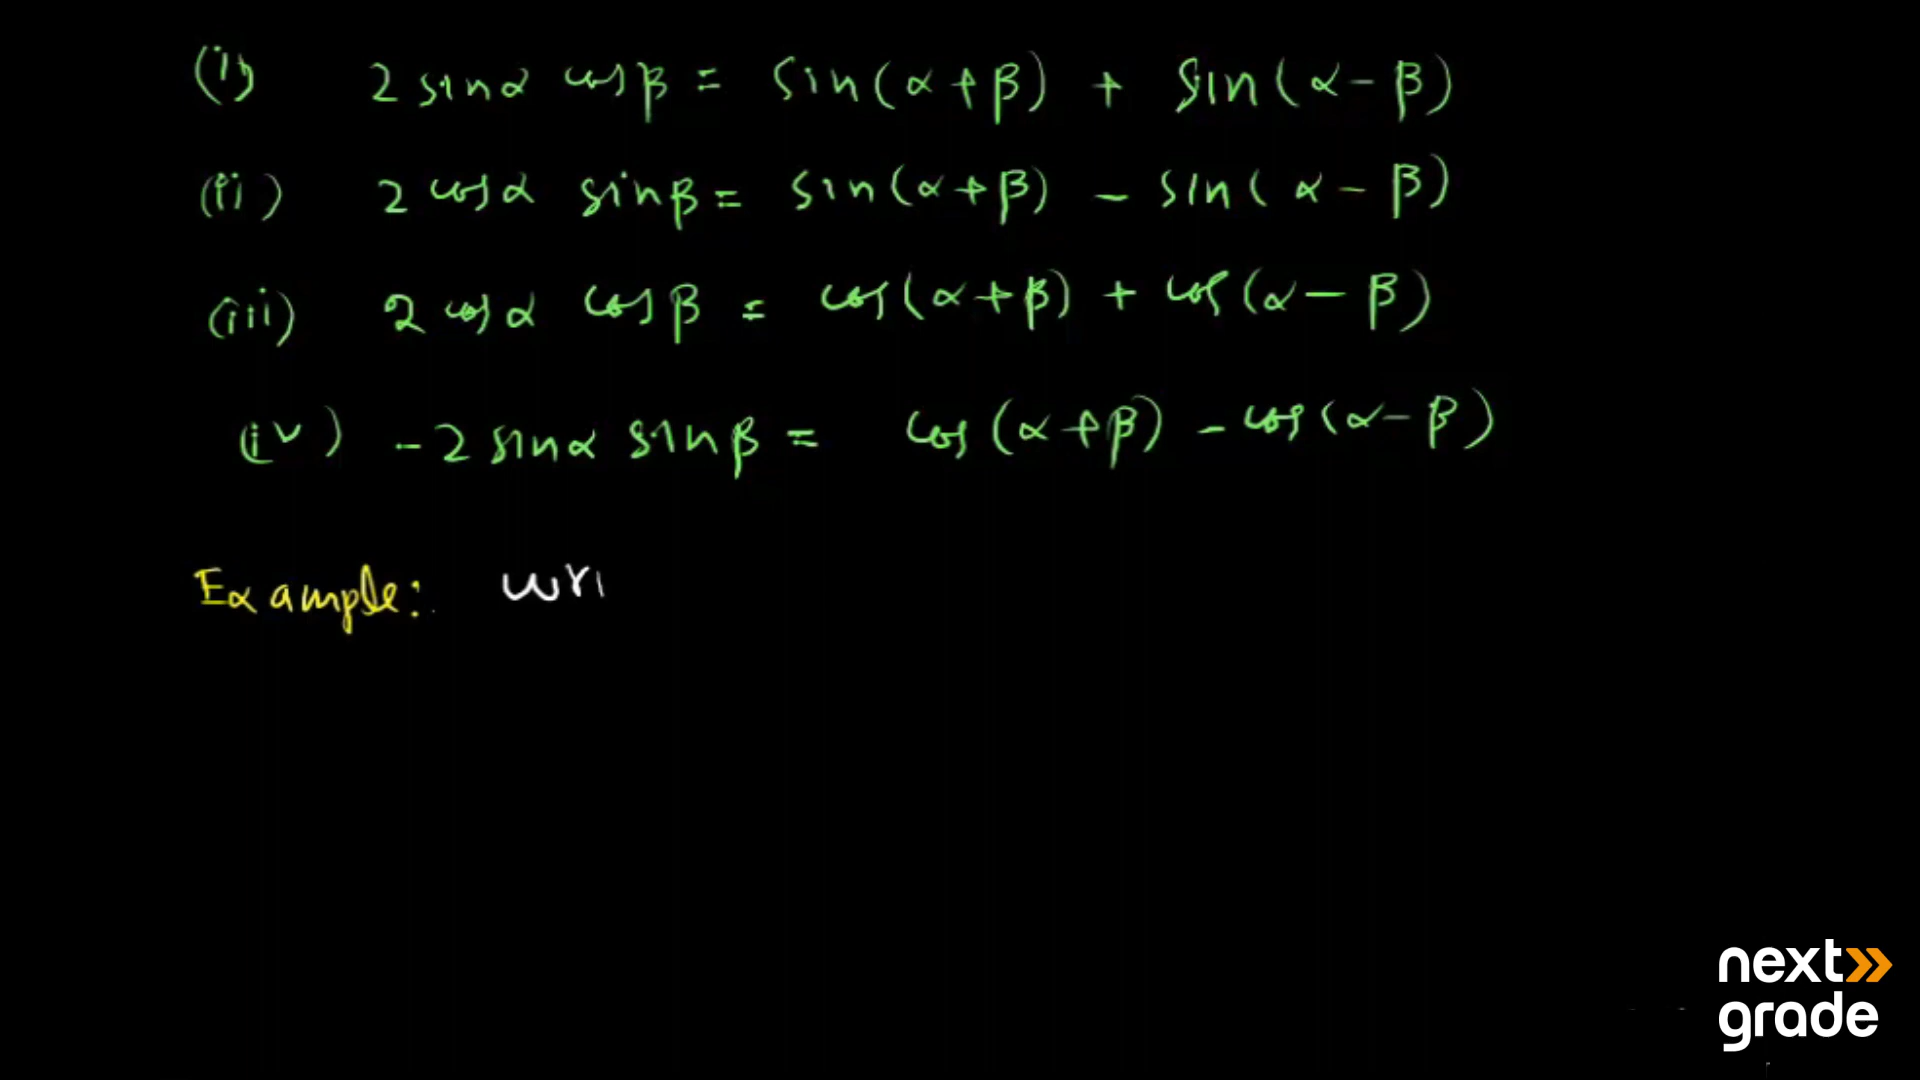 (i) 2 sinα cosβ = sin(α+β) + sin(α-β)
(ii) 2 cosα sinβ = sin(α+β) - sin(α-β)
(iii) 2 cosα cosβ = cos(α+β) + cos(α-β)
(iv) -2 sinα sinβ = cos(α+β) - cos(α-β)
Example: wri
next
grade